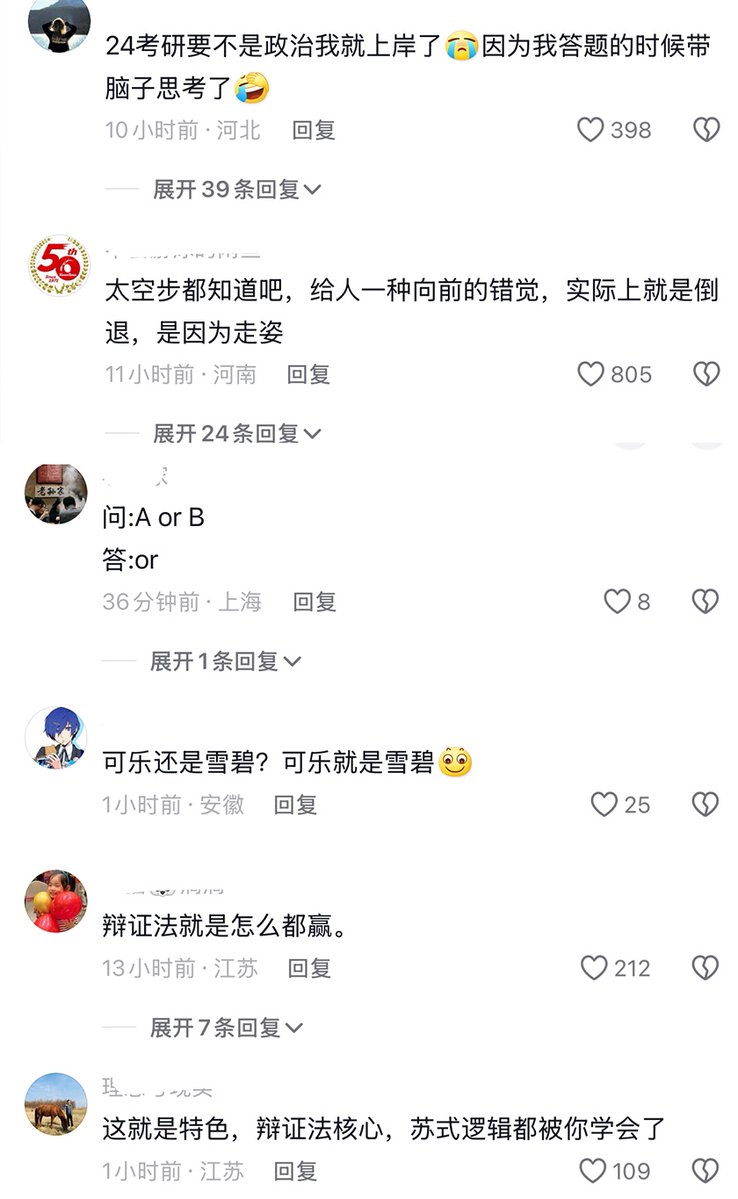 24考研要不是政治我就上岸了😭因为我答题的时候带
脑子思考了🤣
10小时前·河北 回复 398
展开39条回复
50th
太空步都知道吧，给人一种向前的错觉，实际上就是倒
退，是因为走姿
11小时前·河南 回复 805
展开24条回复
老孙家
问:A or B
答:or
36分钟前·上海 回复 8
展开1条回复
可乐还是雪碧？可乐就是雪碧
1小时前·安徽 回复 25
辩证法就是怎么都赢。
13小时前·江苏 回复 212
展开7条回复
这就是特色，辩证法核心，苏式逻辑都被你学会了
1小时前·江苏 回复 109